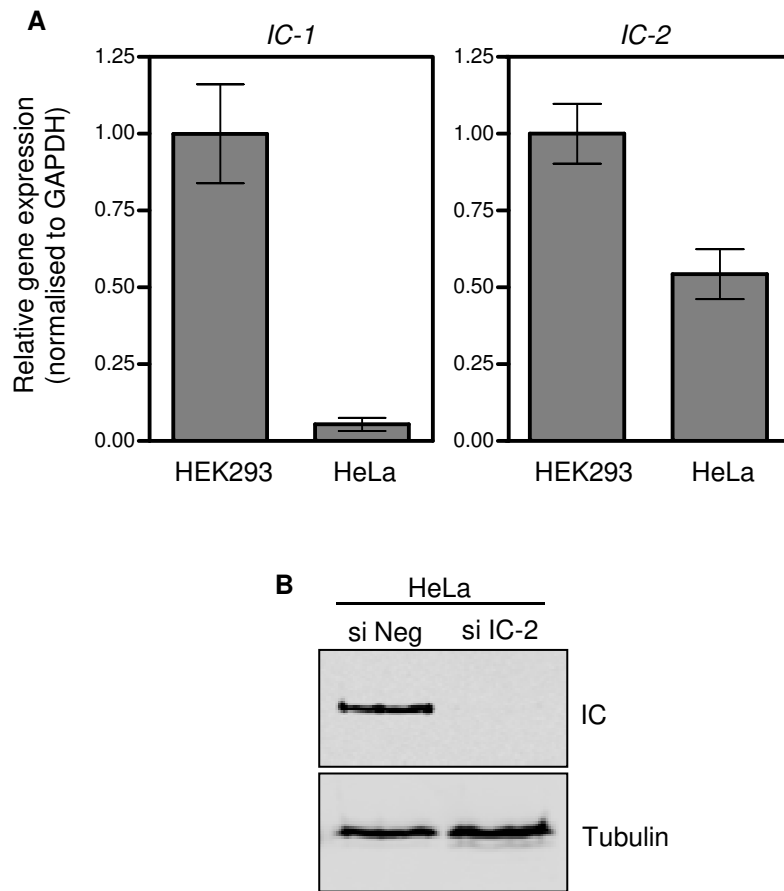 A
IC-1
IC-2
Relative gene expression
(normalised to GAPDH)
1.25
1.00
0.75
0.50
0.25
0.00
HEK293
HeLa
1.25
1.00
0.75
0.50
0.25
0.00
HEK293
HeLa
B
HeLa
si Neg
si IC-2
IC
Tubulin